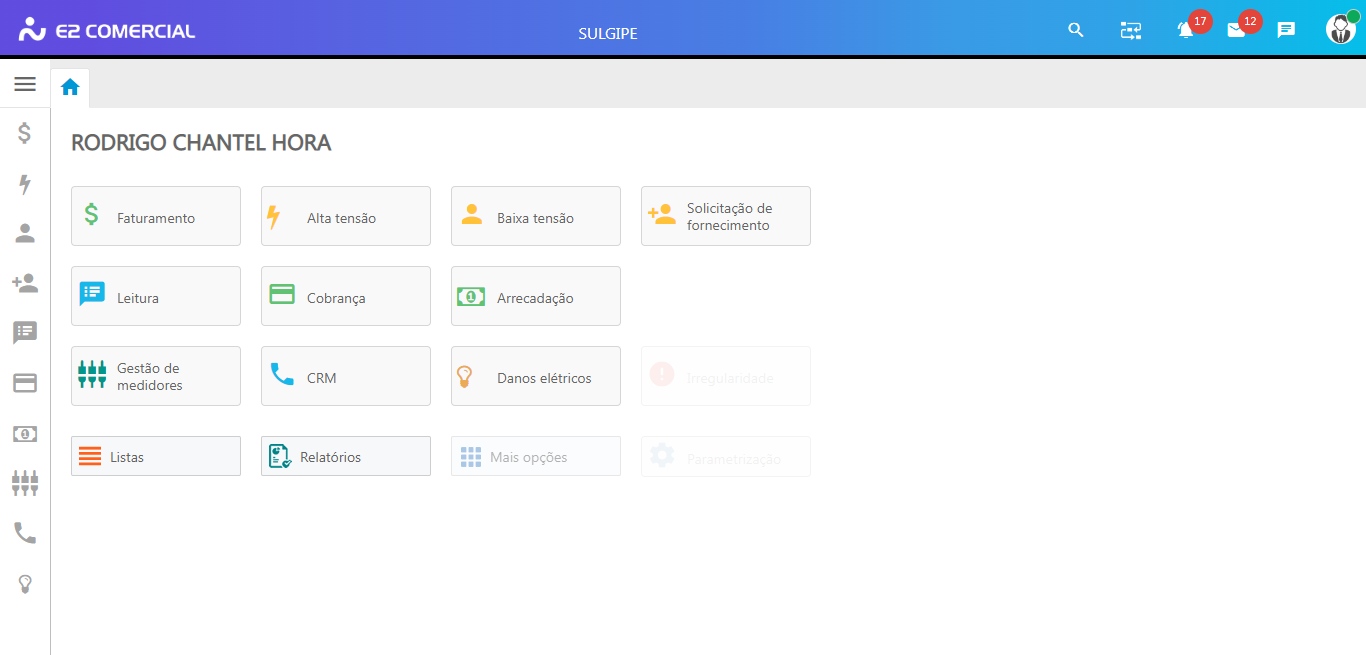 E2 COMERCIAL
SULGIPE
17
12
RODRIGO CHANTEL HORA
Faturamento
Alta tensão
Baixa tensão
Solicitação de
fornecimento
Leitura
Cobrança
Arrecadação
Gestão de
medidores
CRM
Danos elétricos
Irregularidade
Listas
Relatórios
Mais opções
Parametrização